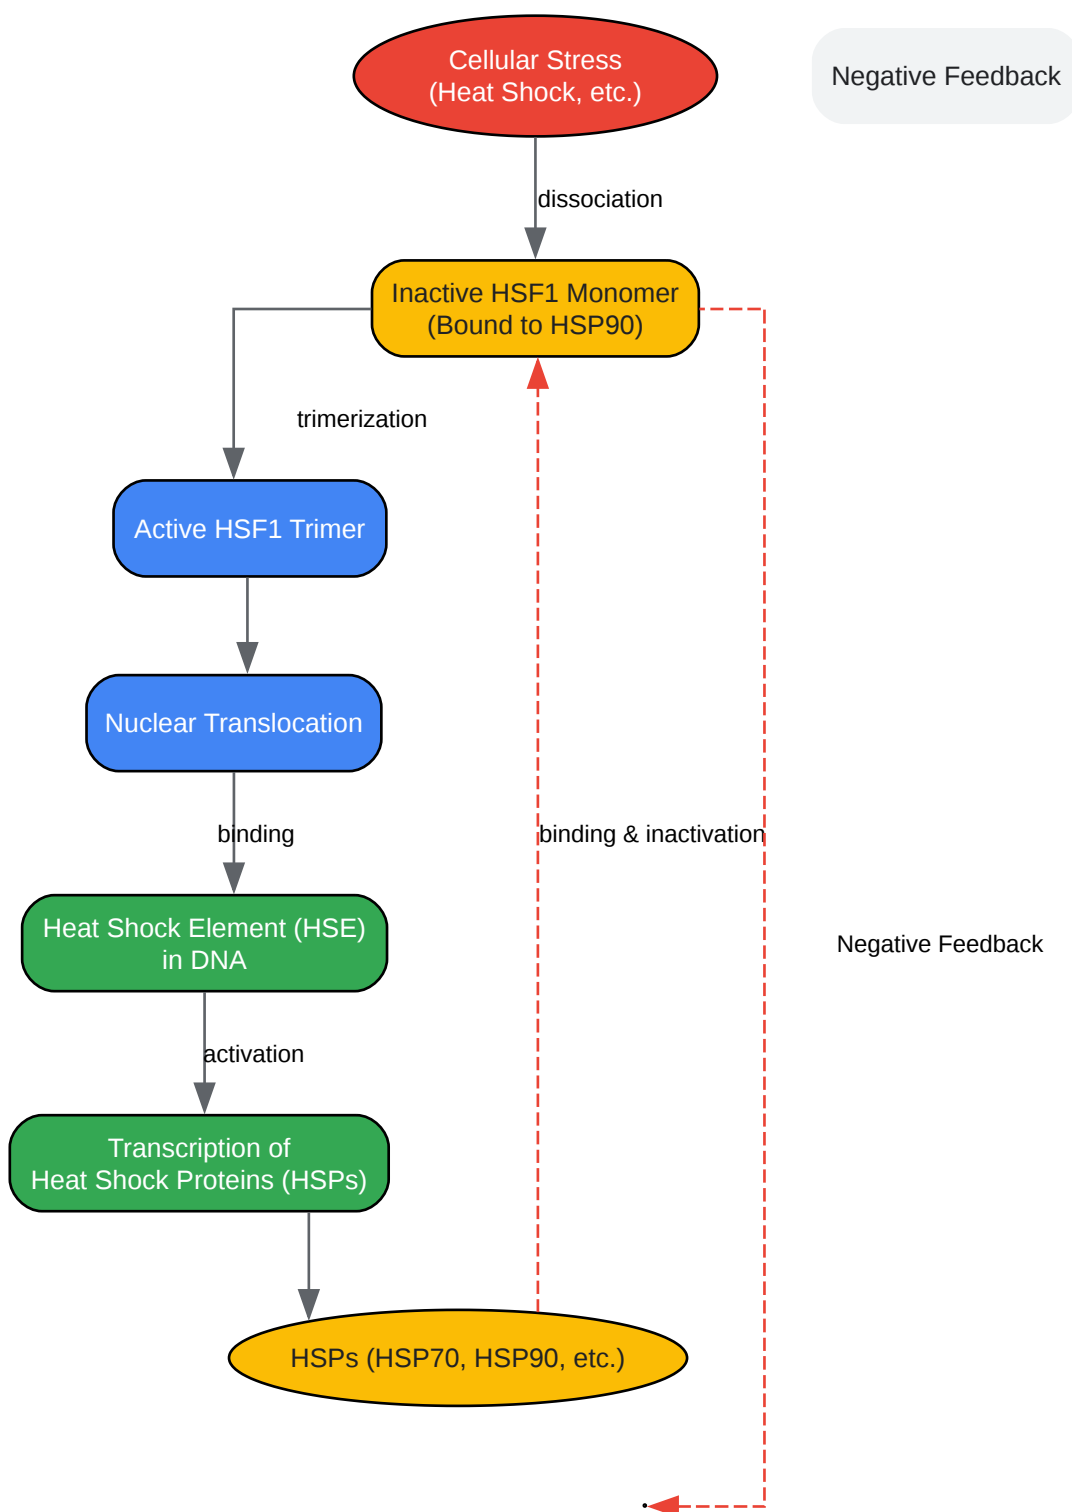 Cellular Stress
(Heat Shock, etc.)
Negative Feedback
dissociation
Inactive HSF1 Monomer
(Bound to HSP90)
trimerization
Active HSF1 Trimer
Nuclear Translocation
binding
binding & inactivation
Heat Shock Element (HSE)
in DNA
Negative Feedback
activation
Transcription of
Heat Shock Proteins (HSPs)
HSPs (HSP70, HSP90, etc.)